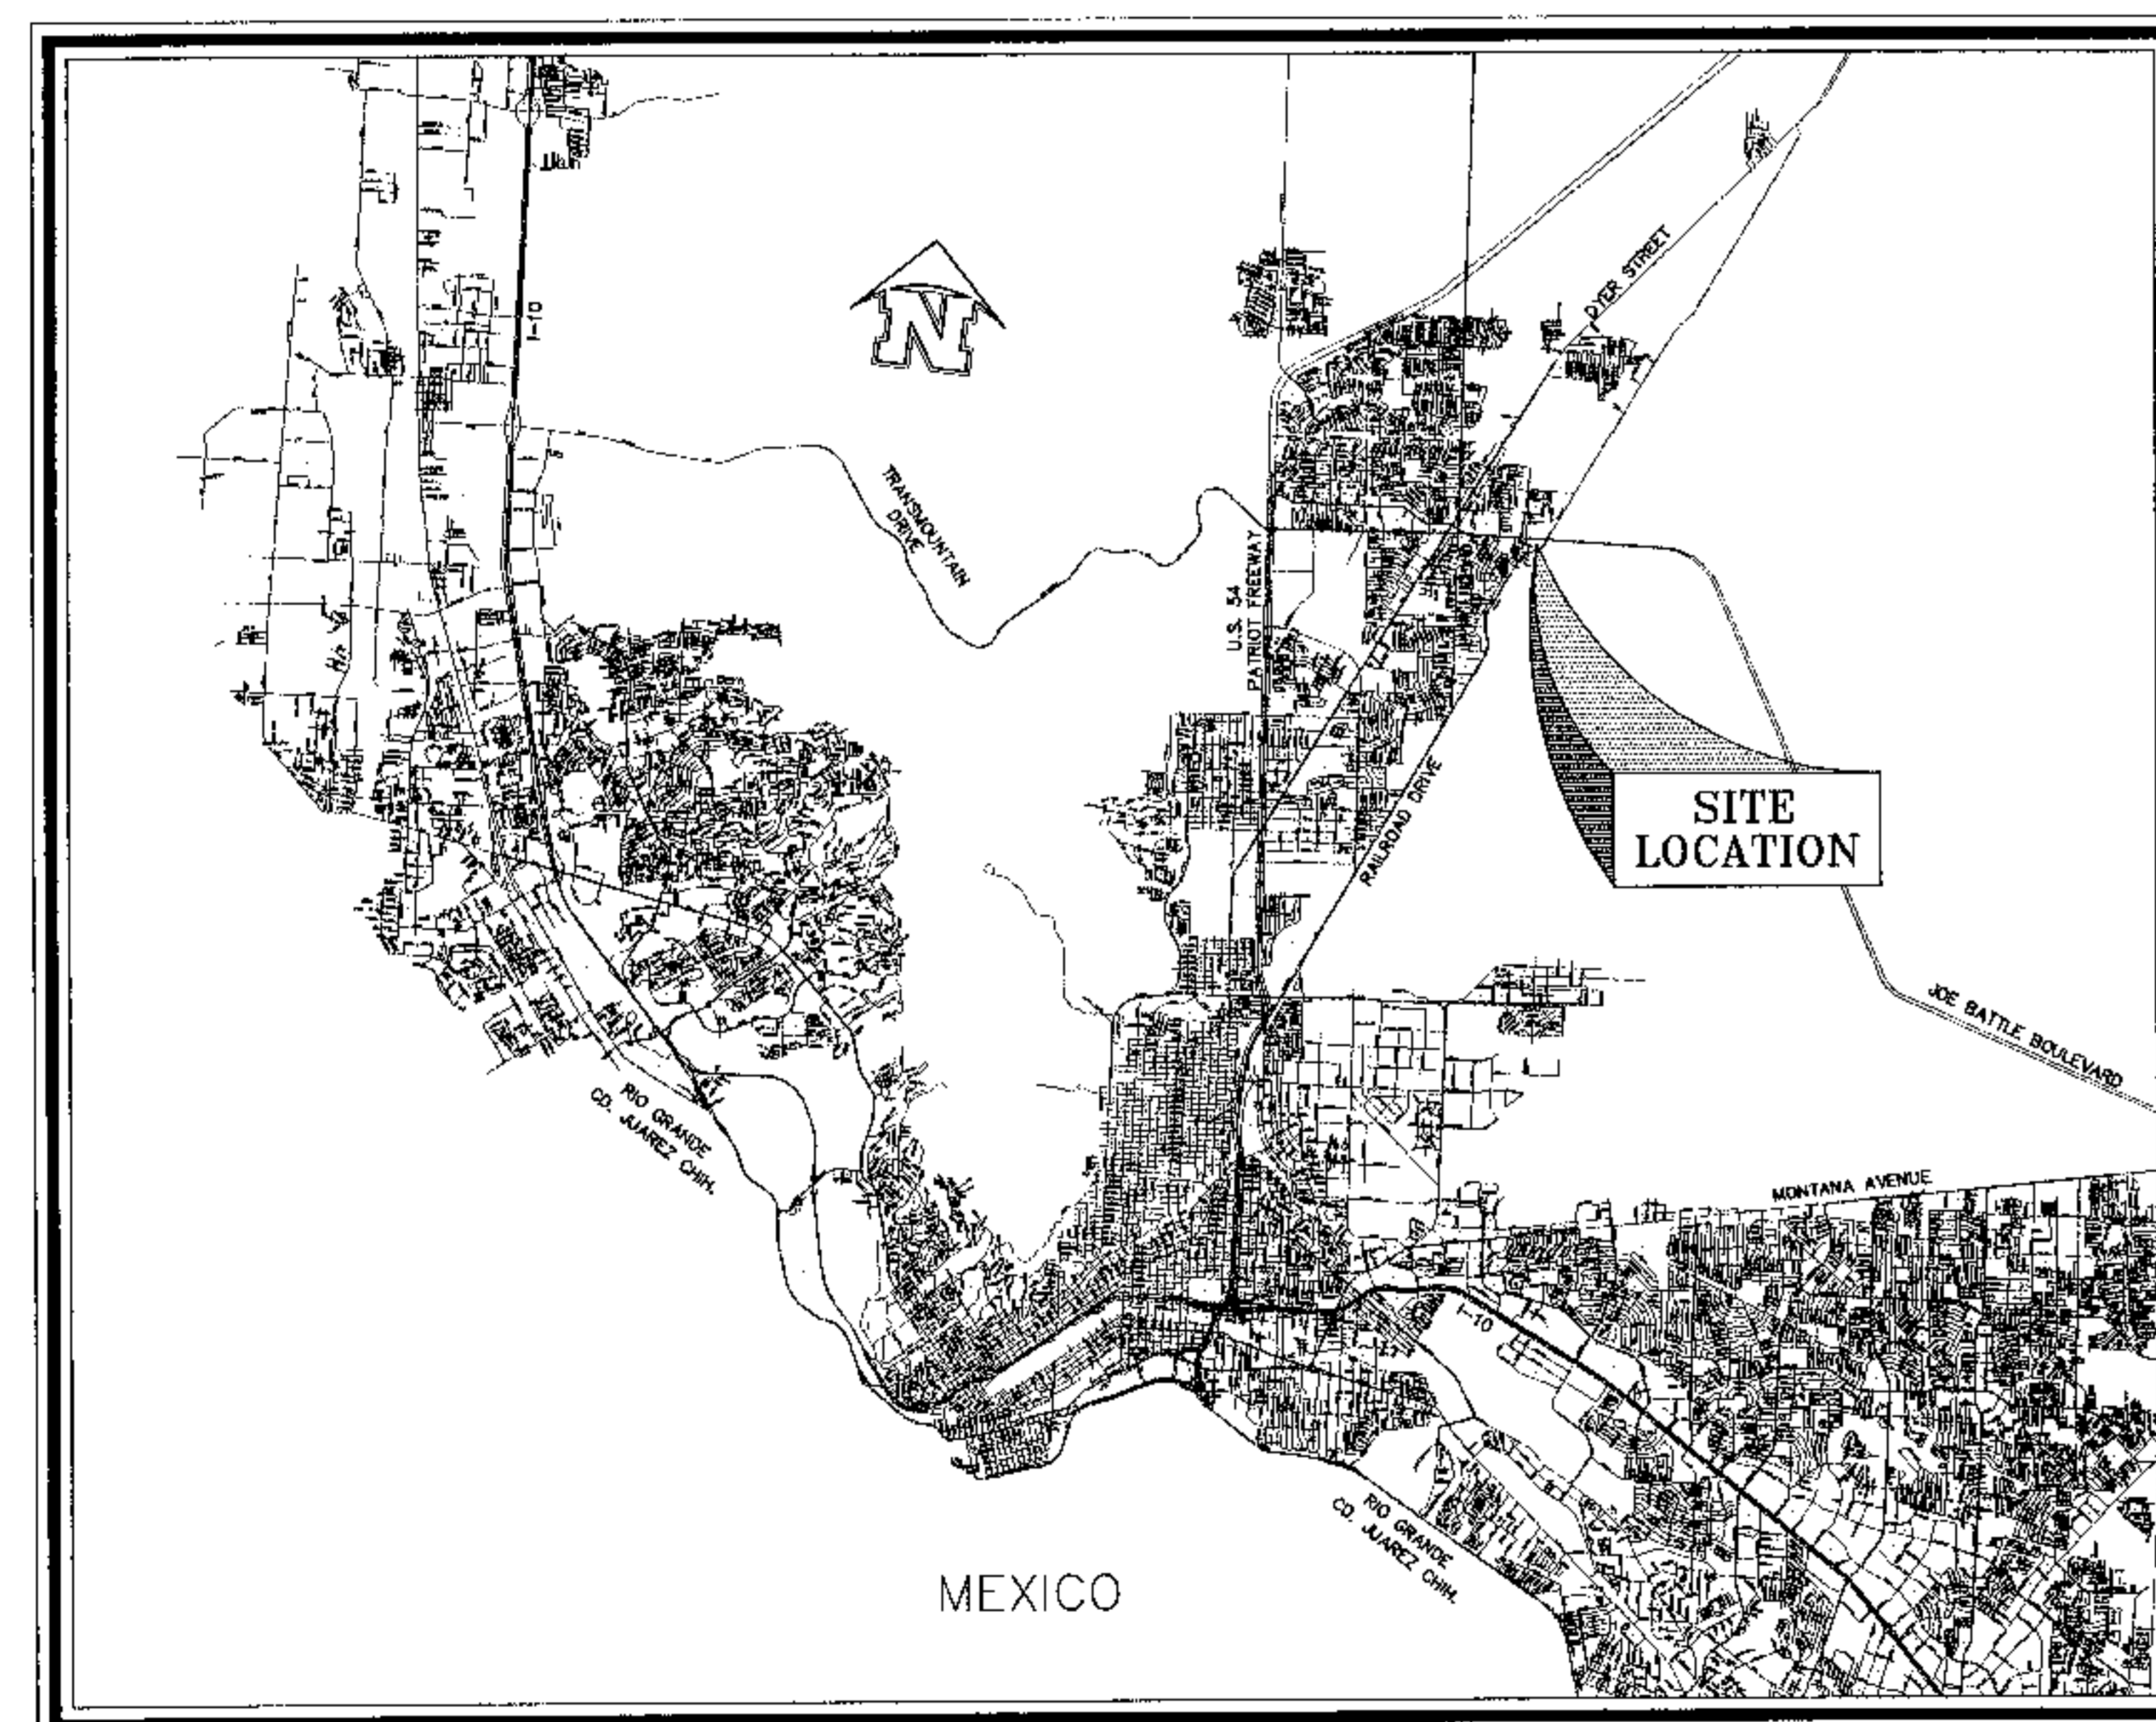 I-10
N
DYER STREET
TRANSMOUNTAIN
DRIVE
U.S. 54
PATRIOT FREEWAY
RAILROAD DRIVE
SITE
LOCATION
JOE BATTLE BOULEVARD
RIO GRANDE
CD. JUAREZ CHIH.
MONTANA AVENUE
I-10
RIO GRANDE
CD. JUAREZ CHIH.
MEXICO